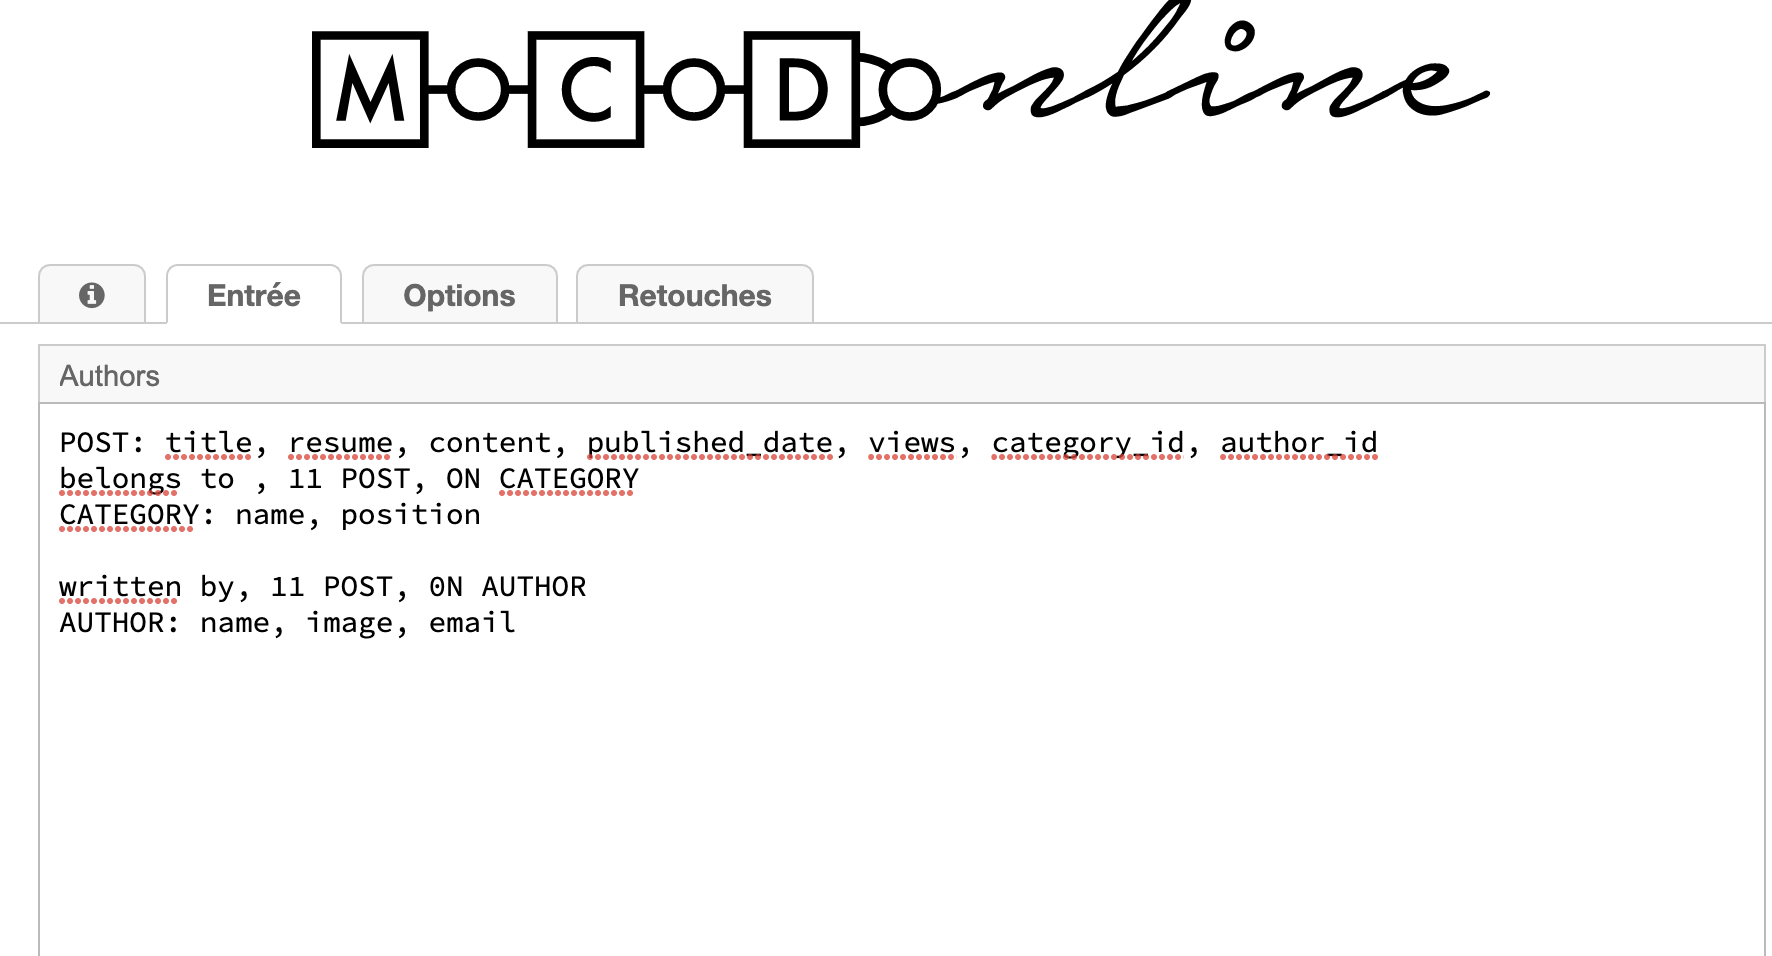 MOCODOnline
Entrée Options Retouches
Authors
POST: title, resume, content, published_date, views, category_id, author_id
belongs to , 11 POST, ON CATEGORY
CATEGORY: name, position
written by, 11 POST, 0N AUTHOR
AUTHOR: name, image, email